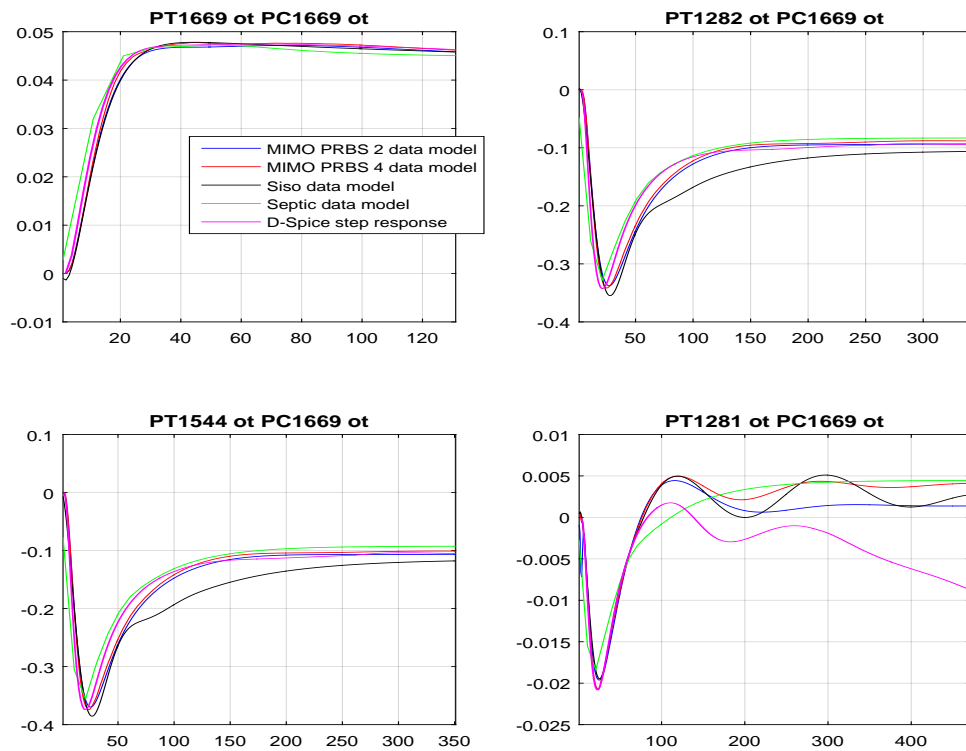 PT1669 ot PC1669 ot
0.05
0.04
0.03
0.02
0.01
0
-0.01
20 40 60 80 100 120
MIMO PRBS 2 data model
MIMO PRBS 4 data model
Siso data model
Septic data model
D-Spice step response
PT1282 ot PC1669 ot
0.1
0
-0.1
-0.2
-0.3
-0.4
50 100 150 200 250 300
PT1544 ot PC1669 ot
0.1
0
-0.1
-0.2
-0.3
-0.4
50 100 150 200 250 300 350
PT1281 ot PC1669 ot
0.01
0.005
0
-0.005
-0.01
-0.015
-0.02
-0.025
100 200 300 400